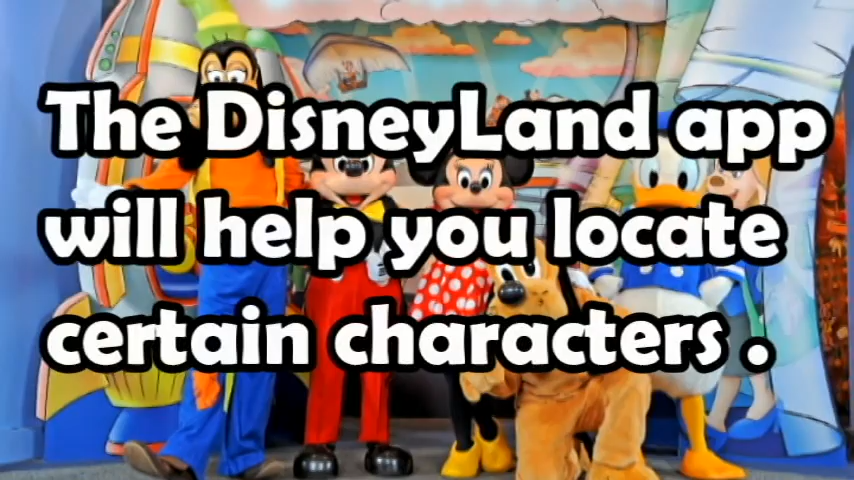 The DisneyLand app
will help you locate
certain characters .